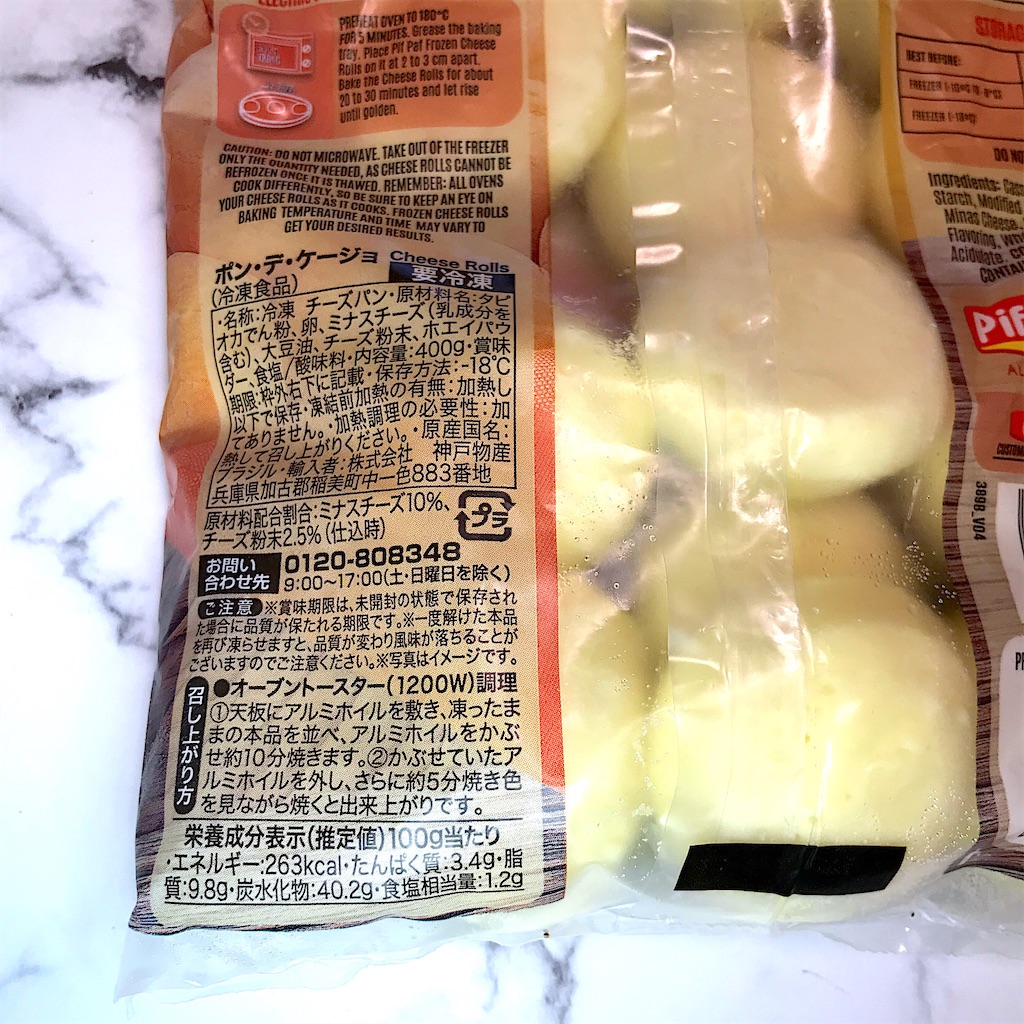 PREHEAT OVEN TO 180°C
FOR 5 MINUTES. Grease the baking
tray. Place Pif Paf Frozen Cheese
Rolls on it at 2 to 3 cm apart.
Bake the Cheese Rolls for about
20 to 30 minutes and let rise
until golden.
CAUTION: DO NOT MICROWAVE. TAKE OUT OF THE FREEZER
ONLY THE QUANTITY NEEDED, AS CHEESE ROLLS CANNOT BE
REFROZEN ONCE IT IS THAWED. REMEMBER: ALL OVENS
COOK DIFFERENTLY, SO BE SURE TO KEEP AN EYE ON
YOUR CHEESE ROLLS AS IT COOKS. FROZEN CHEESE ROLLS
BAKING TEMPERATURE AND TIME MAY VARY TO
GET YOUR DESIRED RESULTS.
ポン・デ・ケージョ Cheese Rolls
(冷凍食品) 要冷凍
・名称:冷凍 チーズパン・原材料名:タピ
オカでん粉、卵、ミナスチーズ(乳成分を
含む)、大豆油、チーズ粉末、ホエイパウ
ダー、食塩/酸味料・内容量:400g・賞味
期限:枠外右下に記載・保存方法:-18℃
以下で保存・凍結前加熱の有無:加熱し
てありません。・加熱調理の必要性:加
熱して召し上がりください。・原産国名:
ブラジル・輸入者:株式会社 神戸物産
兵庫県加古郡稲美町中一色883番地
原材料配合割合:ミナスチーズ10%、
チーズ粉末2.5%(仕込時)
プラ
お問い合わせ先 0120-808348
9:00〜17:00(土・日曜日を除く)
ご注意 ※賞味期限は、未開封の状態で保存され
た場合に品質が保たれる期限です。※一度解けた本品
を再び凍らせますと、品質が変わり風味が落ちることが
ございますのでご注意ください。※写真はイメージです。
召し上がり方
●オーブントースター(1200W)調理
①天板にアルミホイルを敷き、凍ったま
まの本品を並べ、アルミホイルをかぶ
せ約10分焼きます。②かぶせていたア
ルミホイルを外し、さらに約5分焼き色
を見ながら焼くと出来上がりです。
栄養成分表示(推定値)100g当たり
・エネルギー:263kcal・たんぱく質:3.4g・脂
質:9.8g・炭水化物:40.2g・食塩相当量:1.2g
BEST BEFORE:
FREEZER
FREEZER (-18°C)
Ingredients:
Starch, Modified
Minas Cheese
Flavoring,
Pif
3898_V04